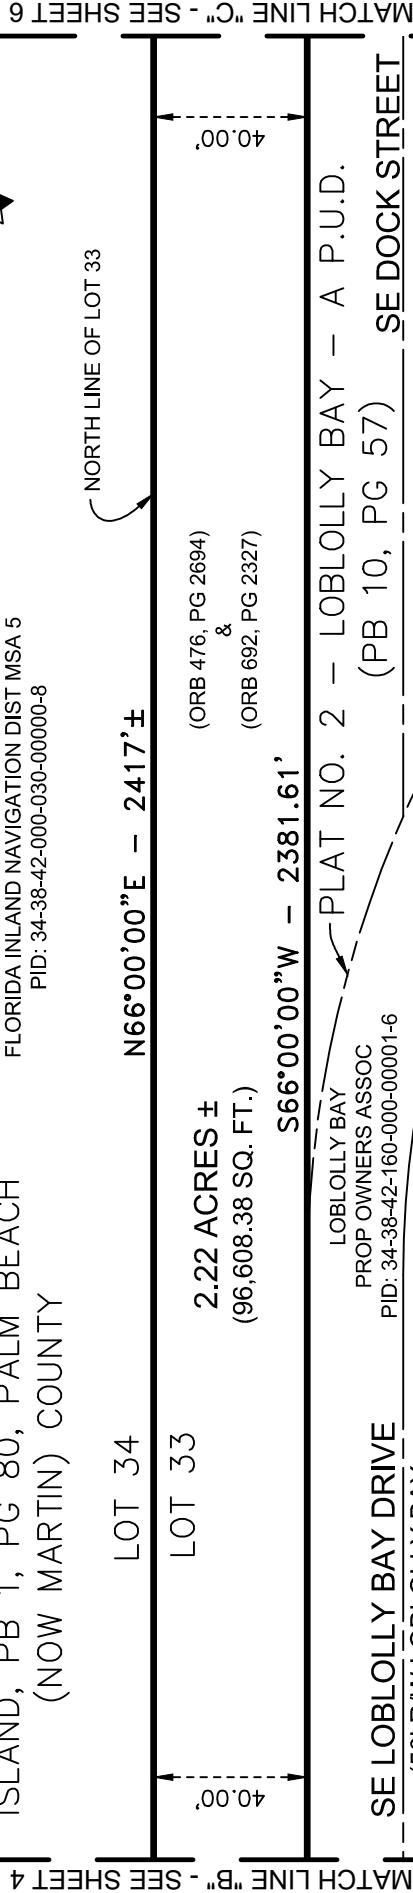 MATCH LINE "C" - SEE SHEET 6
40.00'
SE DOCK STREET
NORTH LINE OF LOT 33
PLAT NO. 2 - LOBLOLLY BAY - A P.U.D.
(PB 10, PG 57)
(ORB 476, PG 2694)
&
(ORB 692, PG 2327)
FLORIDA INLAND NAVIGATION DIST MSA 5
PID: 34-38-42-000-030-00000-8
N66°00'00"E - 2417'±
S66°00'00"W - 2381.61'
2.22 ACRES ±
(96,608.38 SQ. FT.)
LOBLOLLY BAY
PROP OWNERS ASSOC
PID: 34-38-42-160-000-00001-6
ISLAND, PB 1, PG 80, PALM BEACH
(NOW MARTIN) COUNTY
LOT 34
LOT 33
SE LOBLOLLY BAY DRIVE
40.00'
MATCH LINE "B" - SEE SHEET 4